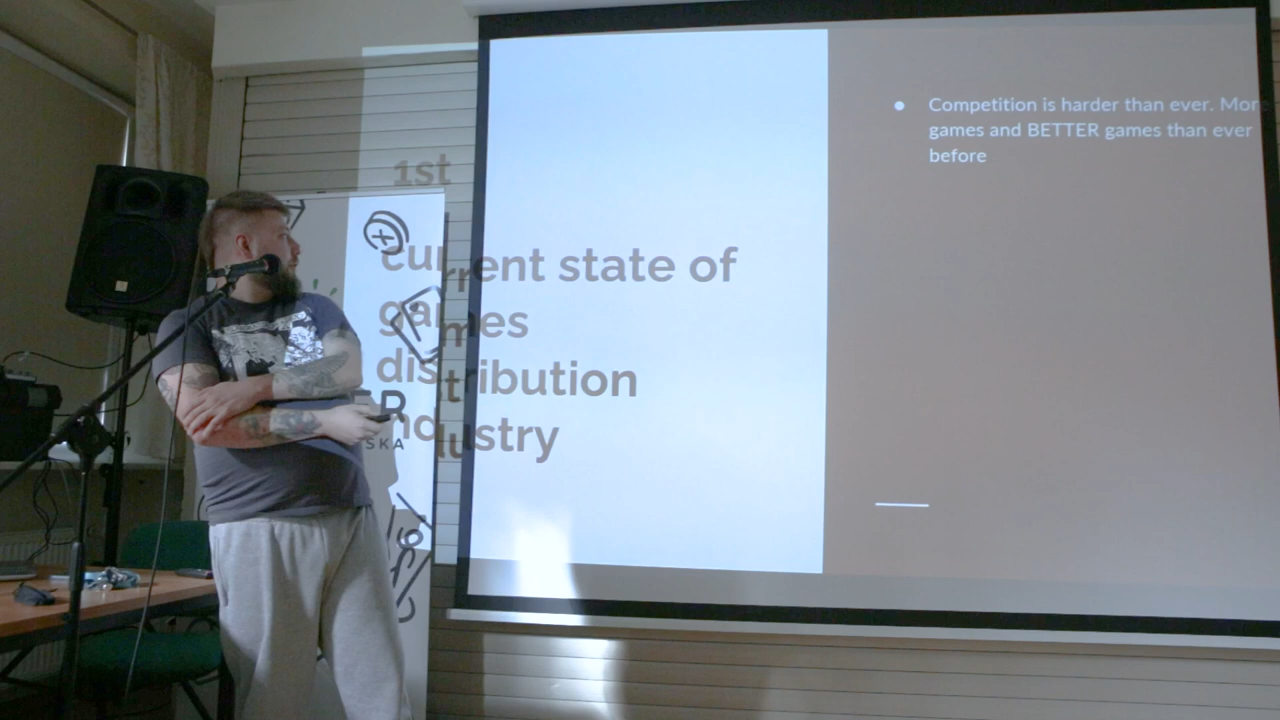 1st
current state of
games
distribution
industry
Competition is harder than ever. More
games and BETTER games than ever
before
SKA